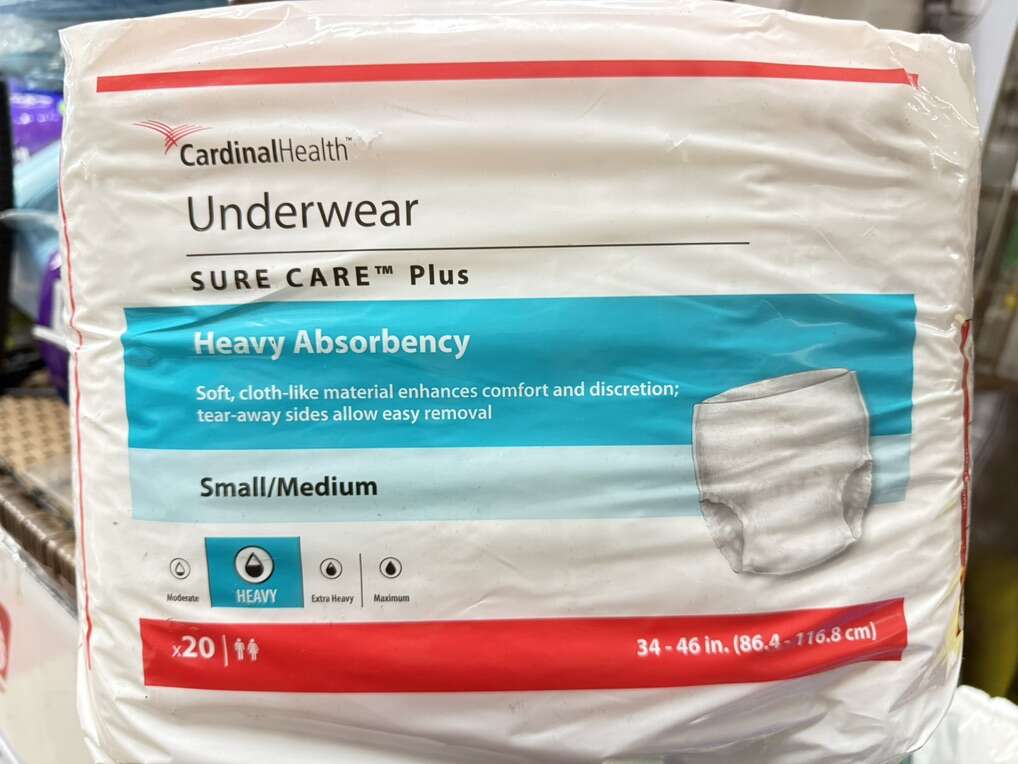 CardinalHealth™
Underwear
SURE CARE™ Plus
Heavy Absorbency
Soft, cloth-like material enhances comfort and discretion;
tear-away sides allow easy removal
Small/Medium
Moderate HEAVY Extra Heavy Maximum
x20 34 - 46 in. (86.4 - 116.8 cm)